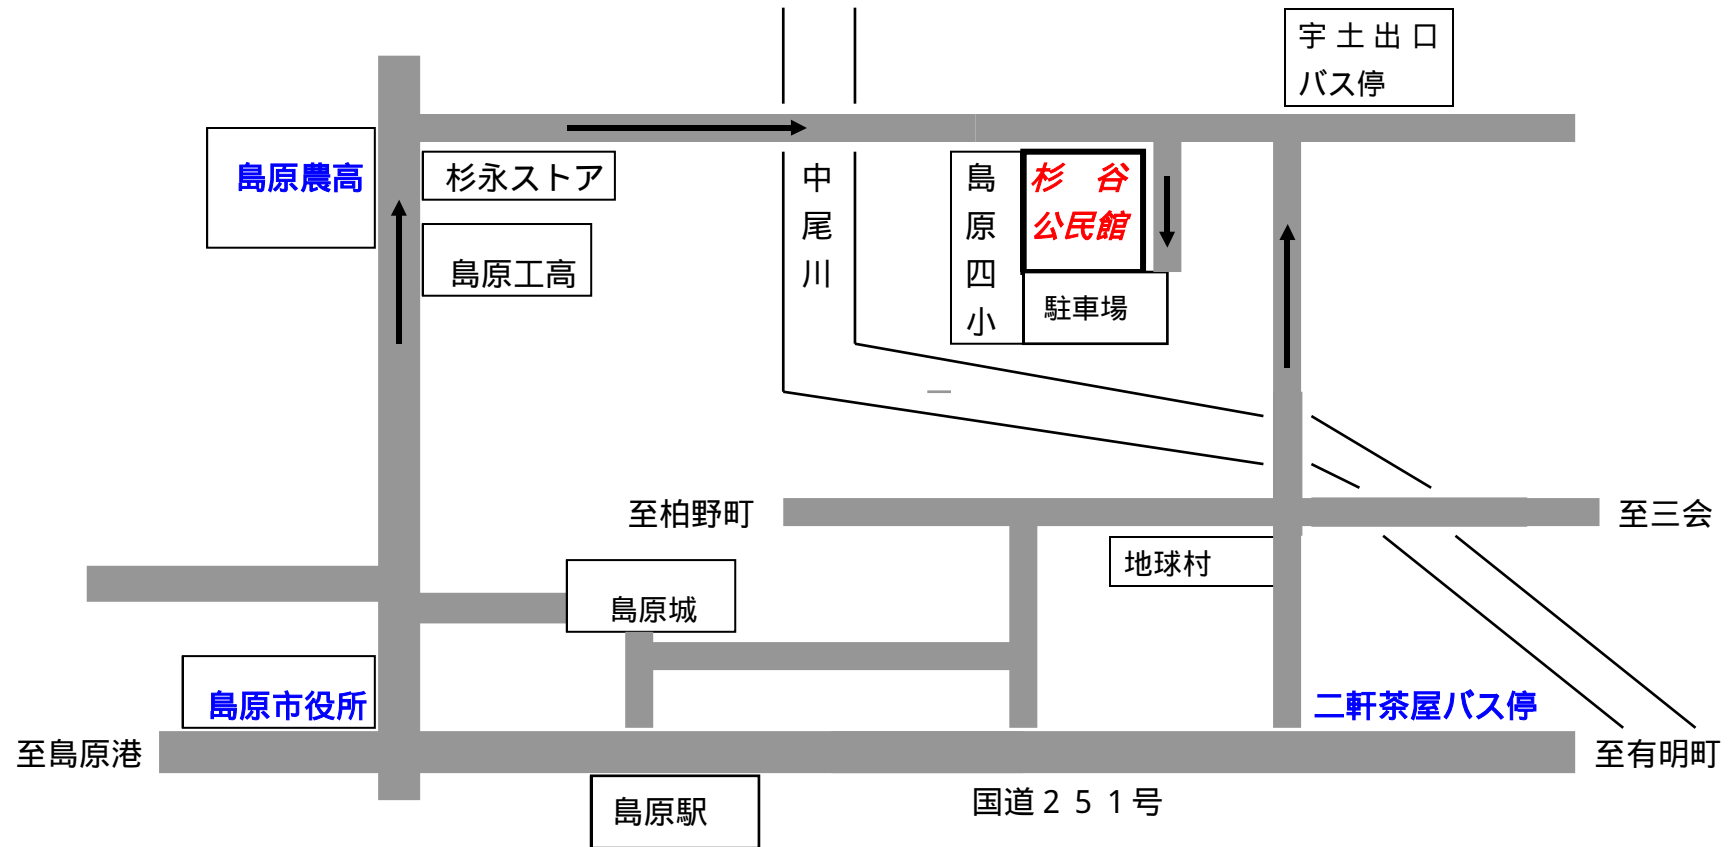 宇土出口
バス停
島原農高
杉永ストア
島原工高
中尾川
島原四小
杉　谷
公民館
駐車場
至柏野町
至三会
地球村
島原城
島原市役所
二軒茶屋バス停
至島原港
至有明町
島原駅
国道２５１号